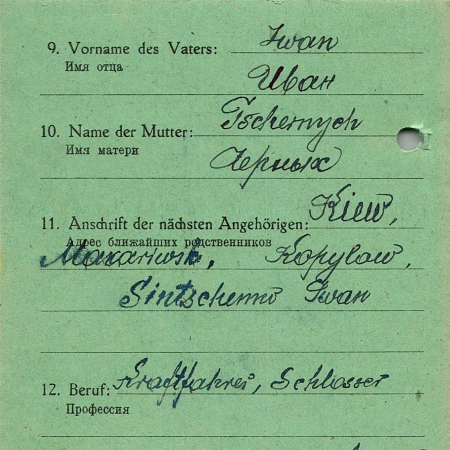 9. Vorname des Vaters: Iwan
Имя отца
Иван
10. Name der Mutter: Tschernych
Имя матери
Черных
Kiew,
11. Anschrift der nächsten Angehörigen:
Адрес ближайших родственников
Makariwsk, Kopylow,
Sintschenko Iwan
12. Beruf: Kraftfahrer, Schlosser
Профессия